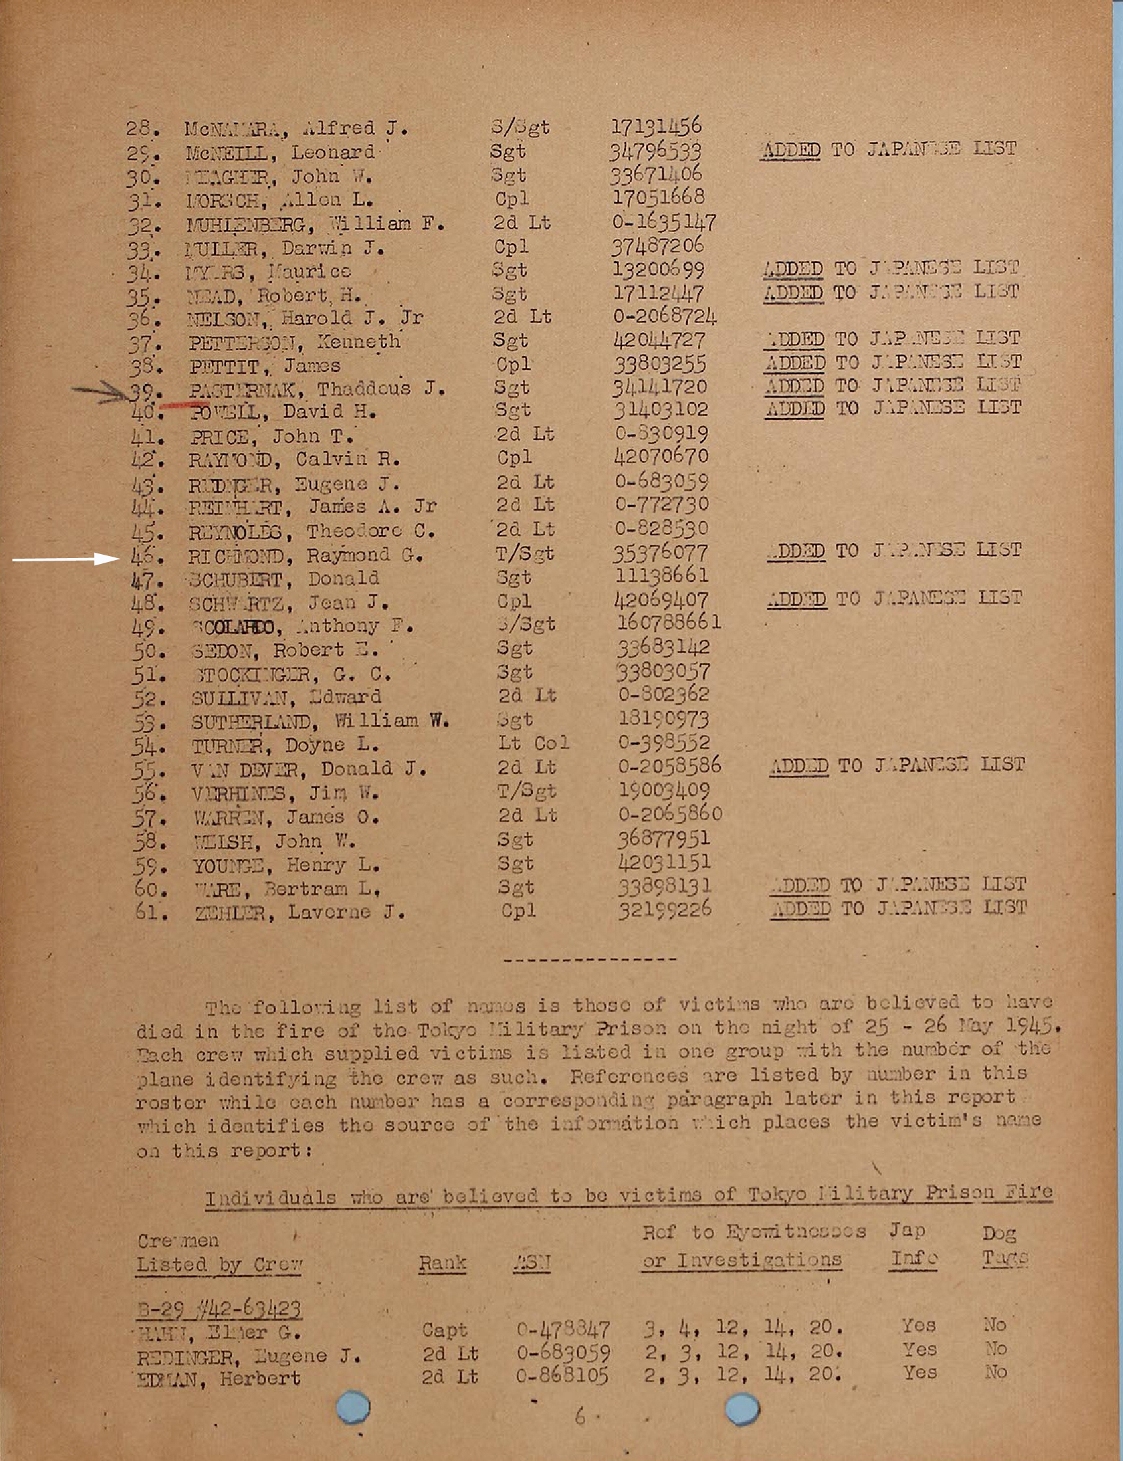 28. McNAMARA, Alfred J. S/Sgt 17131456
29. McNEILL, Leonard Sgt 34796533 ADDED TO JAPANESE LIST
30. MEAGHER, John W. Sgt 33671406
31. MORSCH, Allen L. Cpl 17051668
32. MUHLENBERG, William F. 2d Lt 0-1635147
33. MULLER, Darwin J. Cpl 37487206
34. MYERS, Maurice Sgt 13200699 ADDED TO JAPANESE LIST
35. NEAD, Robert H. Sgt 17112447 ADDED TO JAPANESE LIST
36. NELSON, Harold J. Jr 2d Lt 0-2068724
37. PETTERSON, Kenneth Sgt 42044727 ADDED TO JAPANESE LIST
38. PETTIT, James Cpl 33803255 ADDED TO JAPANESE LIST
39. PASTERNAK, Thaddeus J. Sgt 34141720 ADDED TO JAPANESE LIST
40. POWELL, David H. Sgt 31403102 ADDED TO JAPANESE LIST
41. PRICE, John T. 2d Lt 0-830919
42. RAYMOND, Calvin R. Cpl 42070670
43. REDINGER, Eugene J. 2d Lt 0-683059
44. REINHART, James A. Jr 2d Lt 0-772730
45. REYNOLDS, Theodore C. 2d Lt 0-828530
46. RICHMOND, Raymond G. T/Sgt 35376077 ADDED TO JAPANESE LIST
47. SCHUBERT, Donald Sgt 11138661
48. SCHWARTZ, Jean J. Cpl 42069407 ADDED TO JAPANESE LIST
49. SCOLARDO, Anthony F. S/Sgt 160788661
50. SEDON, Robert E. Sgt 33683142
51. STOCKINGER, G. C. Sgt 33803057
52. SULLIVAN, Edward 2d Lt 0-802362
53. SUTHERLAND, William W. Sgt 18190973
54. TURNER, Doyne L. Lt Col 0-398552
55. VAN DEVER, Donald J. 2d Lt 0-2058586 ADDED TO JAPANESE LIST
56. VERHINES, Jim W. T/Sgt 19003409
57. WARREN, James O. 2d Lt 0-2065860
58. WELSH, John W. Sgt 36877951
59. YOUNGE, Henry L. Sgt 42031151
60. WARE, Bertram L. Sgt 33898131 ADDED TO JAPANESE LIST
61. ZEHLER, Laverne J. Cpl 32199226 ADDED TO JAPANESE LIST
--------------
The following list of names is those of victims who are believed to have
died in the fire of the Tokyo Military Prison on the night of 25 - 26 May 1945.
Each crew which supplied victims is listed in one group with the number of the
plane identifying the crew as such. References are listed by number in this
roster while each number has a corresponding paragraph later in this report
which identifies the source of the information which places the victim's name
on this report:
Individuals who are believed to be victims of Tokyo Military Prison Fire
Crewmen Ref to Eyewitnesses Jap Dog
Listed by Crew Rank ASN or Investigations Info Tags
B-29 #42-63423
HAHN, Elmer G. Capt 0-478847 3, 4, 12, 14, 20. Yes No
REDINGER, Eugene J. 2d Lt 0-683059 2, 3, 12, 14, 20. Yes No
EDMAN, Herbert 2d Lt 0-868105 2, 3, 12, 14, 20. Yes No
6